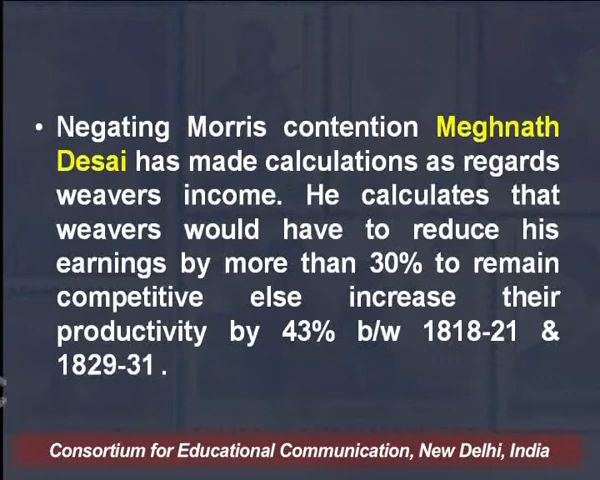 • Negating Morris contention Meghnath
Desai has made calculations as regards
weavers income. He calculates that
weavers would have to reduce his
earnings by more than 30% to remain
competitive else increase their
productivity by 43% b/w 1818-21 &
1829-31 .
Consortium for Educational Communication, New Delhi, India